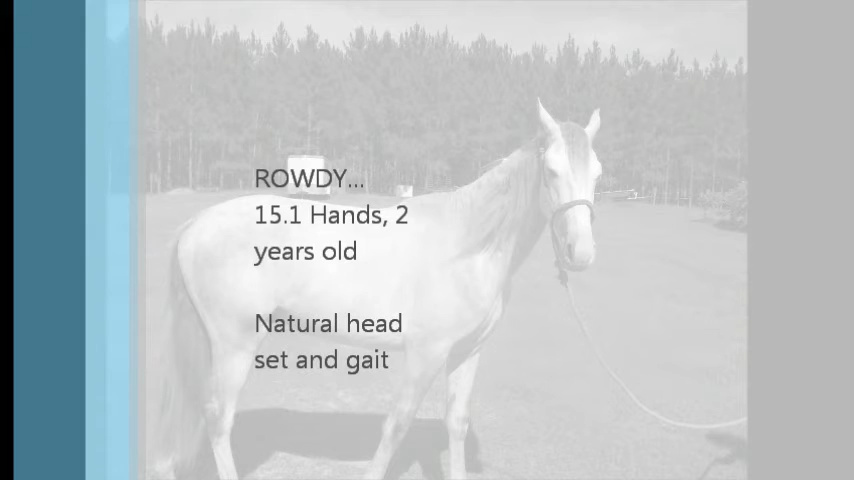 ROWDY...
15.1 Hands, 2
years old
Natural head
set and gait